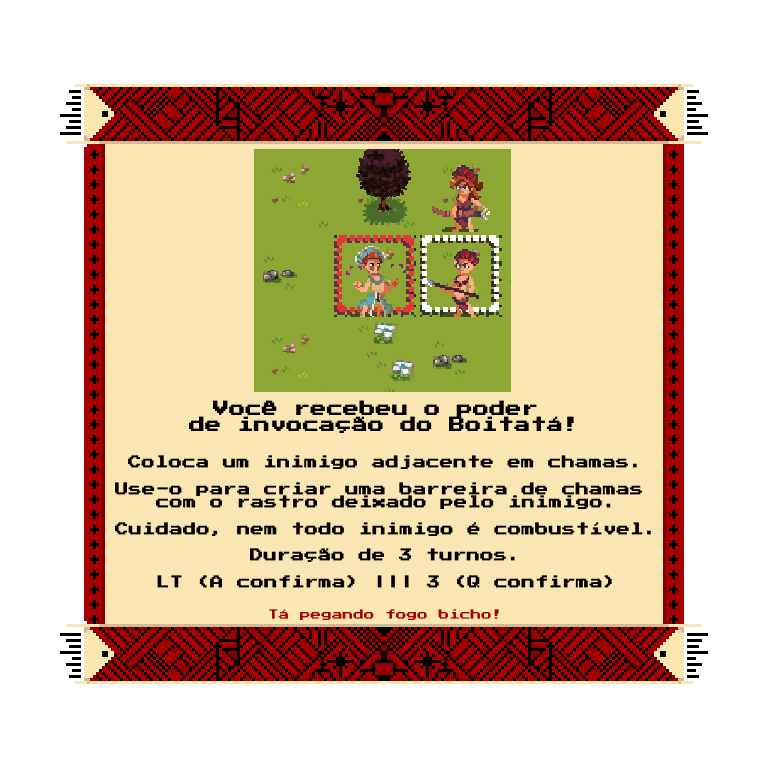 Você recebeu o poder
de invocação do Boitatá!
Coloca um inimigo adjacente em chamas.
Use-o para criar uma barreira de chamas
com o rastro deixado pelo inimigo.
Cuidado, nem todo inimigo é combustível.
Duração de 3 turnos.
LT (A confirma) ||| 3 (Q confirma)
Tá pegando fogo bicho!